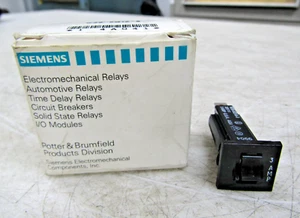 SIEMENS
Electromechanical Relays
Automotive Relays
Time Delay Relays
Circuit Breakers
Solid State Relays
I/O Modules
Potter & Brumfield
Products Division
Siemens Electromechanical
Components, Inc.
3
AMP